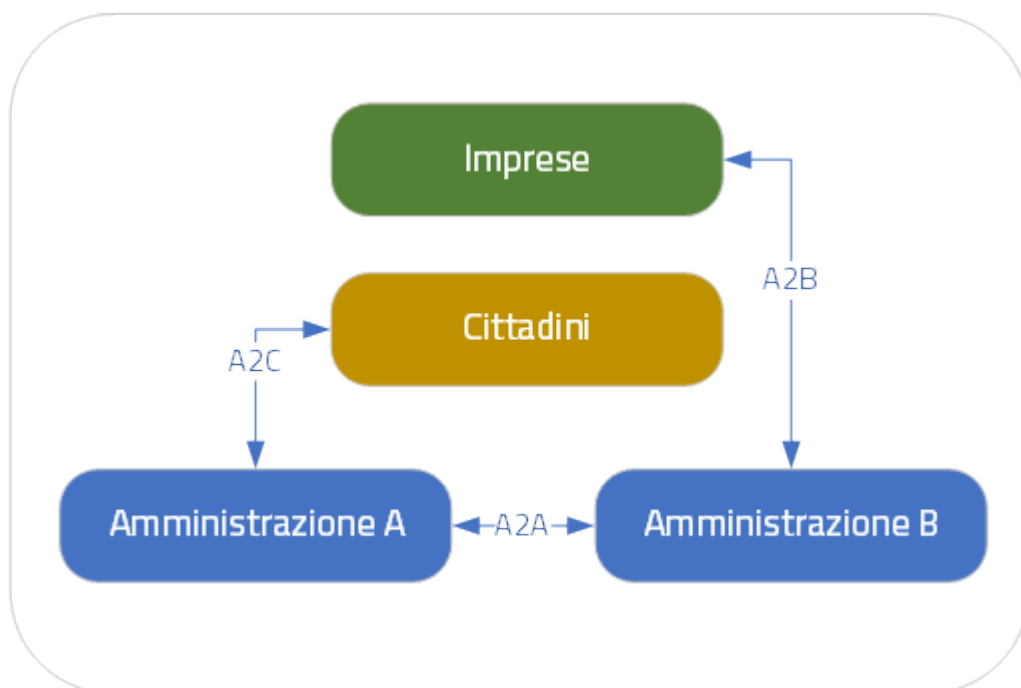 Imprese
A2B
Cittadini
A2C
Amministrazione A
A2A
Amministrazione B